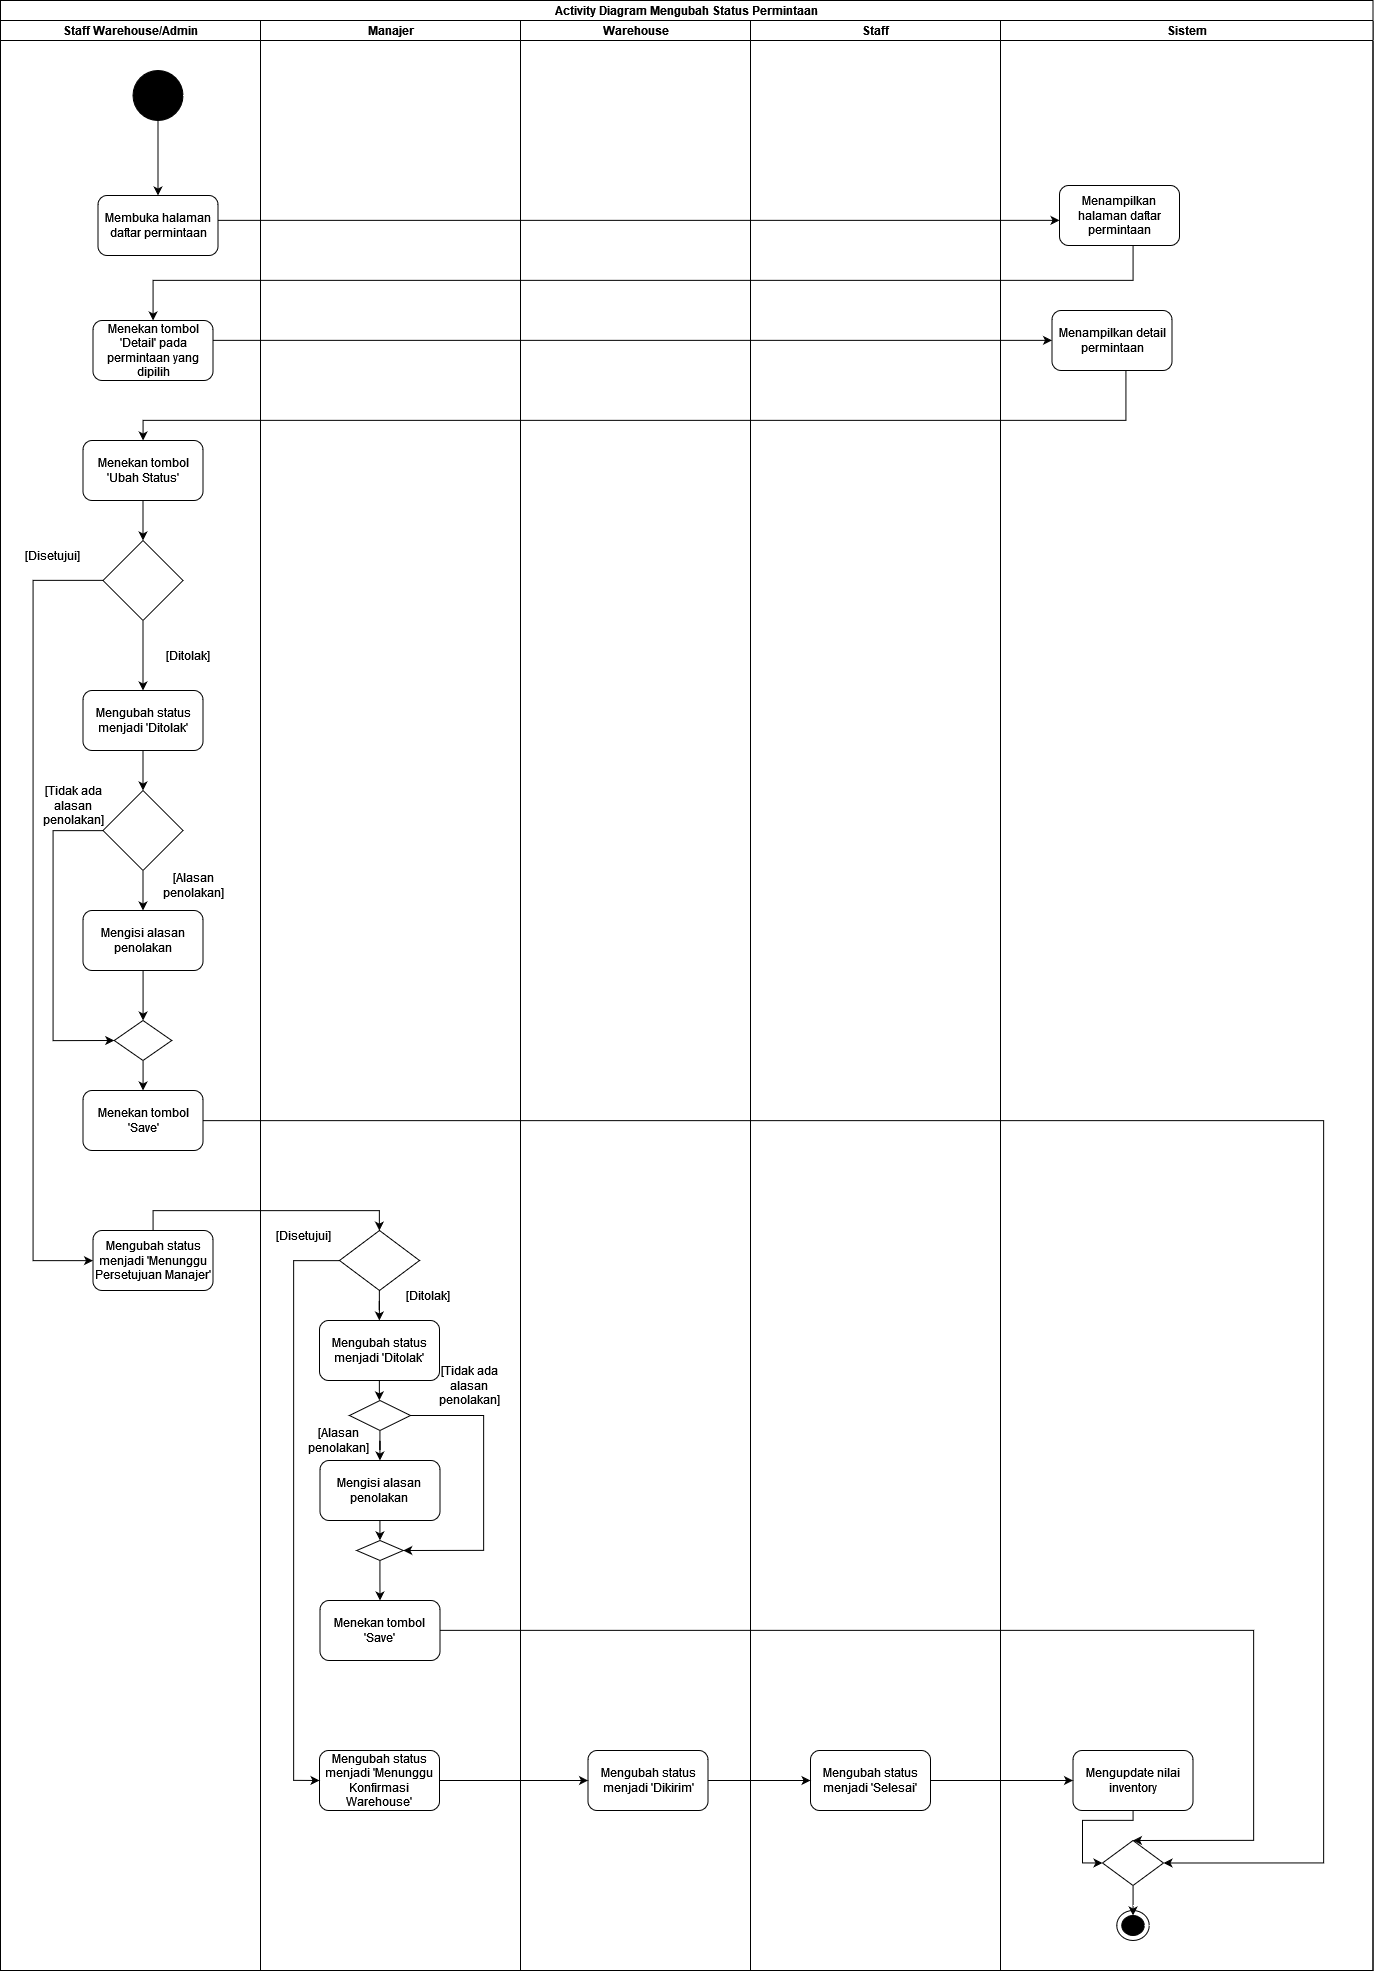 Activity Diagram Mengubah Status Permintaan
Staff Warehouse/Admin
Manajer
Warehouse
Staff
Sistem
Membuka halaman
daftar permintaan
Menampilkan
halaman daftar
permintaan
Menekan tombol
'Detail' pada
permintaan yang
dipilih
Menampilkan detail
permintaan
Menekan tombol
'Ubah Status'
[Disetujui]
[Ditolak]
Mengubah status
menjadi 'Ditolak'
[Tidak ada
alasan
penolakan]
[Alasan
penolakan]
Mengisi alasan
penolakan
Menekan tombol
'Save'
Mengubah status
menjadi 'Menunggu
Persetujuan Manajer'
[Disetujui]
[Ditolak]
Mengubah status
menjadi 'Ditolak'
[Tidak ada
alasan
penolakan]
[Alasan
penolakan]
Mengisi alasan
penolakan
Menekan tombol
'Save'
Mengubah status
menjadi 'Menunggu
Konfirmasi
Warehouse'
Mengubah status
menjadi 'Dikirim'
Mengubah status
menjadi 'Selesai'
Mengupdate nilai
inventory